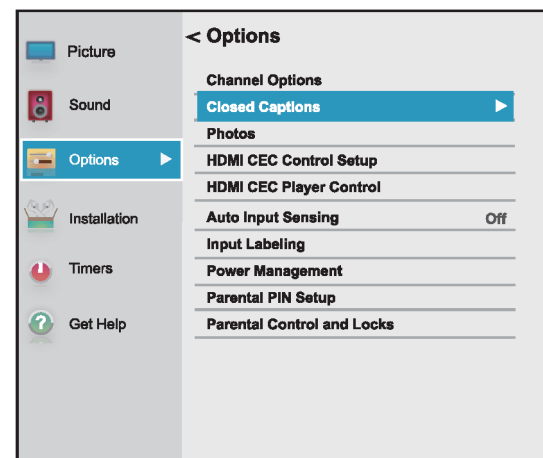 Picture
Sound
Options
Installation
Timers
Get Help
< Options
Channel Options
Closed Captions
Photos
HDMI CEC Control Setup
HDMI CEC Player Control
Auto Input Sensing Off
Input Labeling
Power Management
Parental PIN Setup
Parental Control and Locks